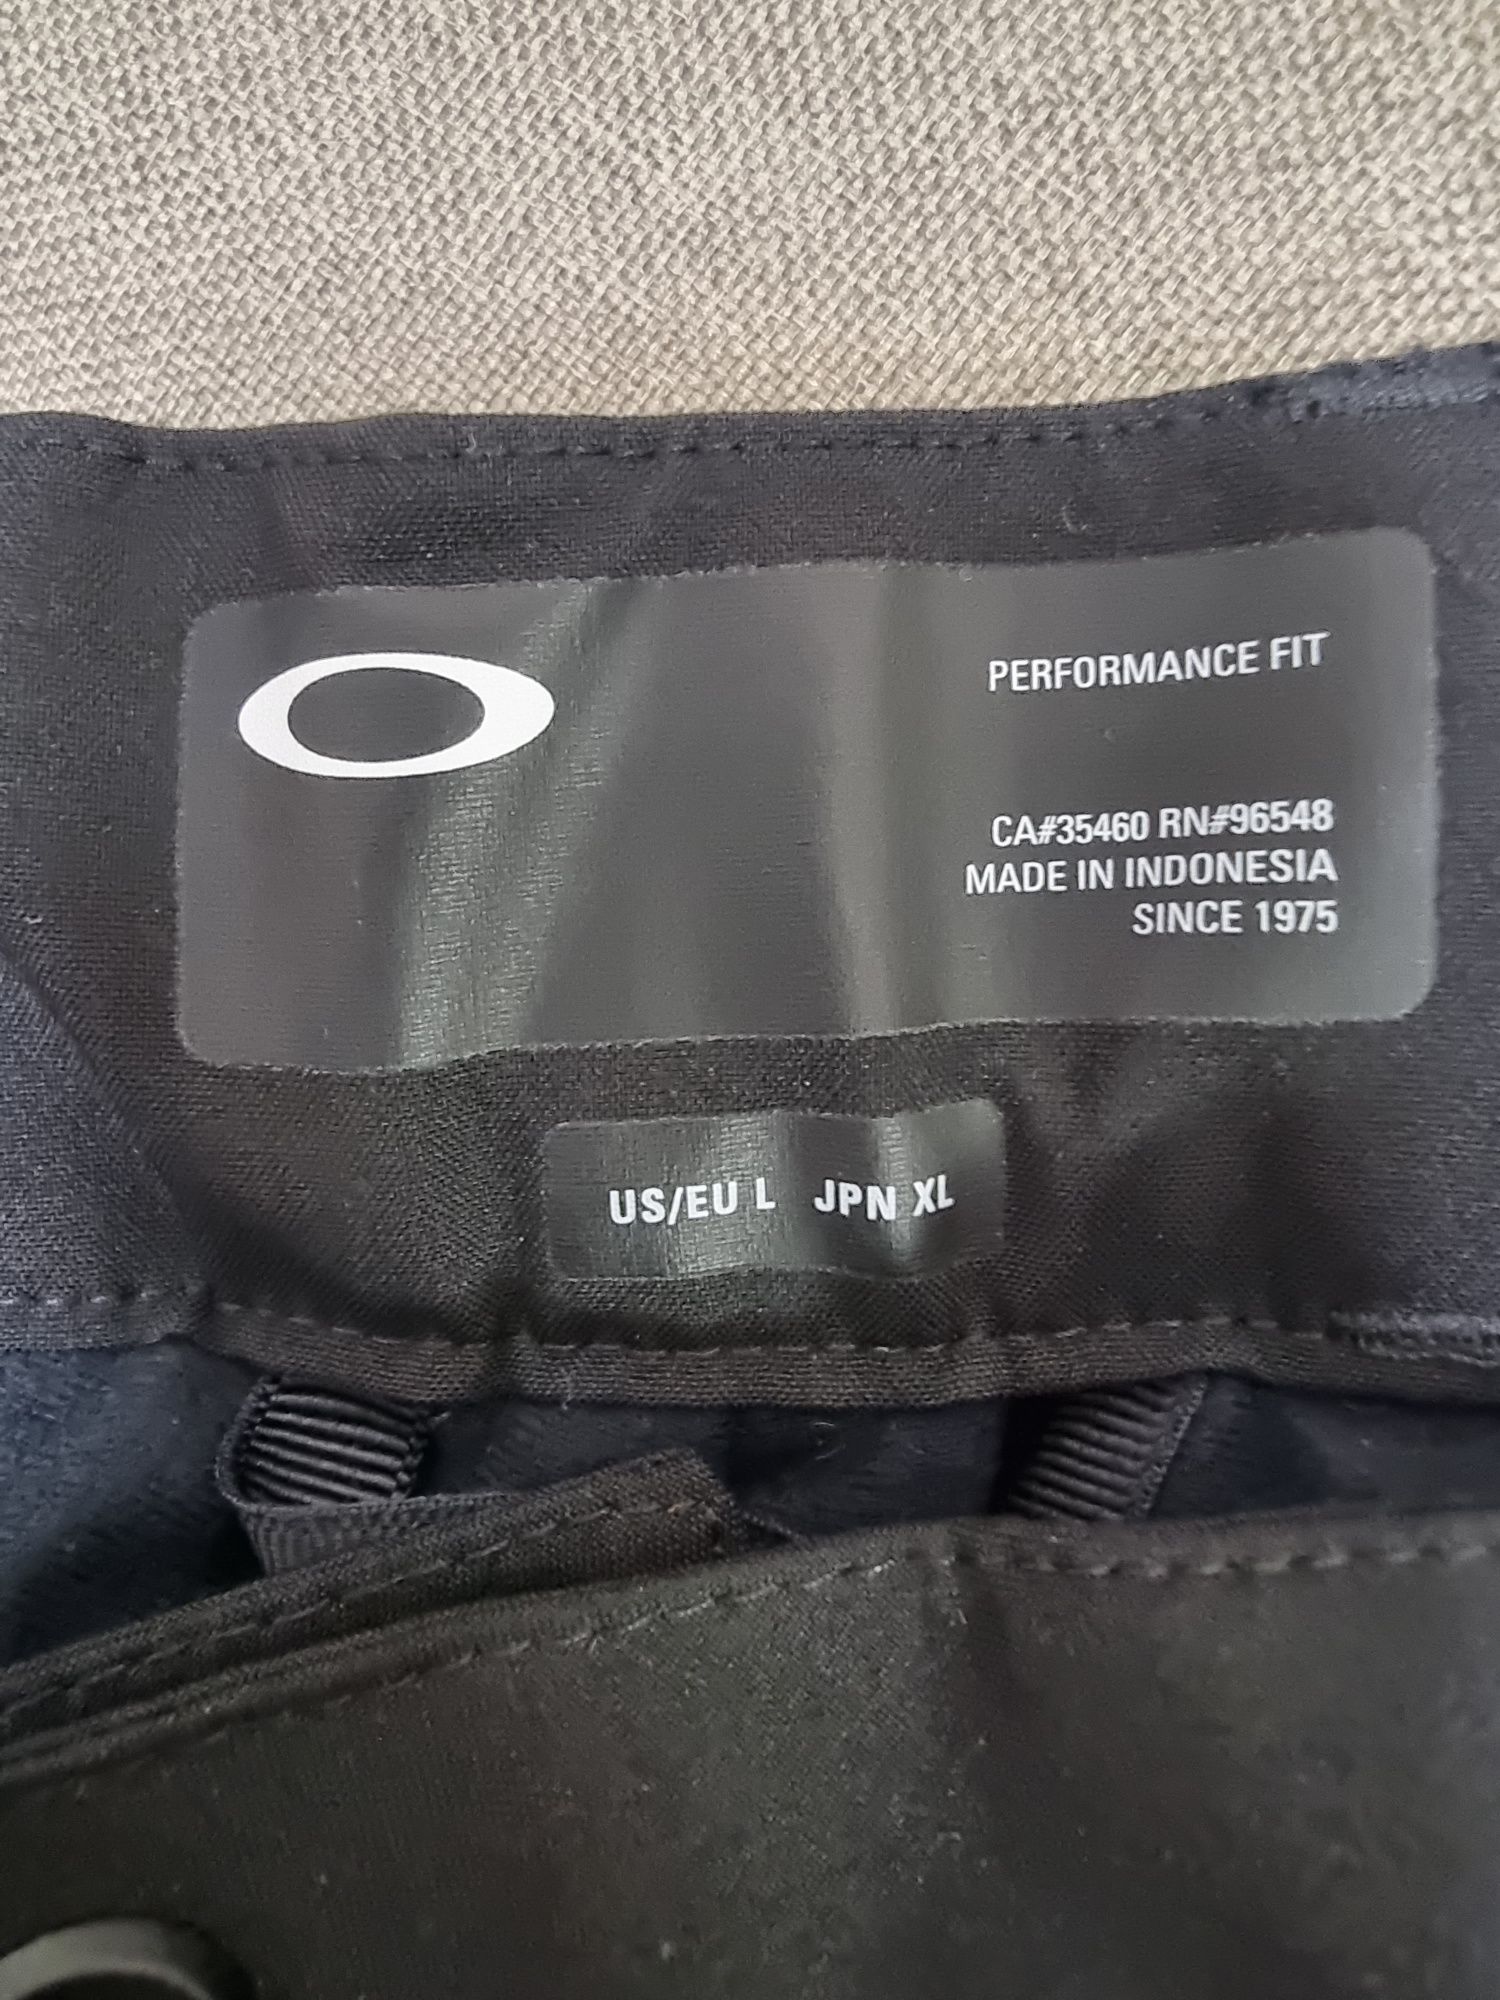 PERFORMANCE FIT
CA#35460 RN#96548
MADE IN INDONESIA
SINCE 1975
US/EU L JPN XL